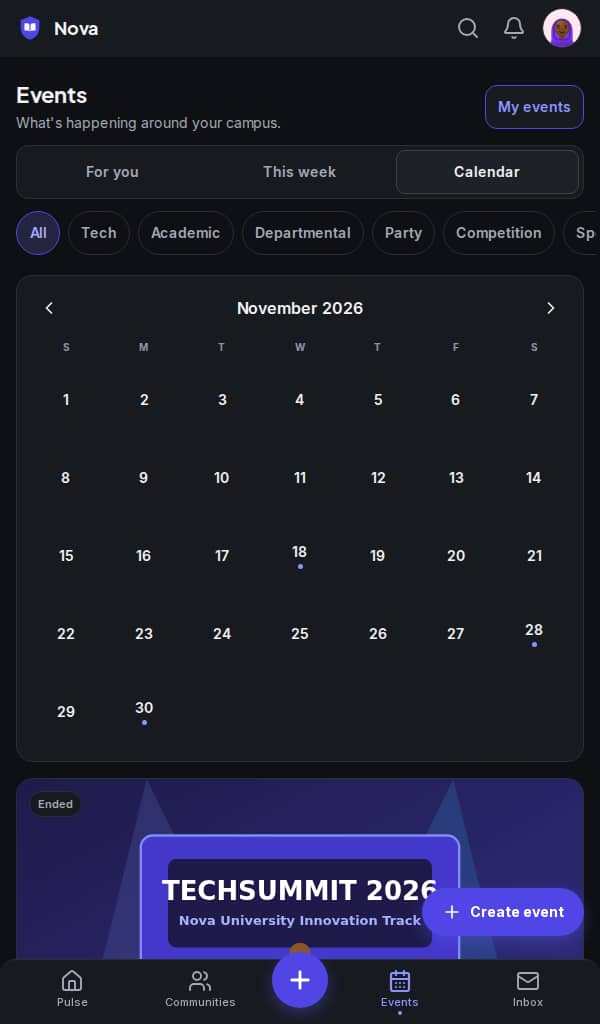 Nova
Events
What's happening around your campus.
My events
For you
This week
Calendar
All
Tech
Academic
Departmental
Party
Competition
Sp
November 2026
S M T W T F S
1 2 3 4 5 6 7
8 9 10 11 12 13 14
15 16 17 18 19 20 21
22 23 24 25 26 27 28
29 30
Ended
TECHSUMMIT 2026
Nova University Innovation Track
Create event
Pulse
Communities
Events
Inbox